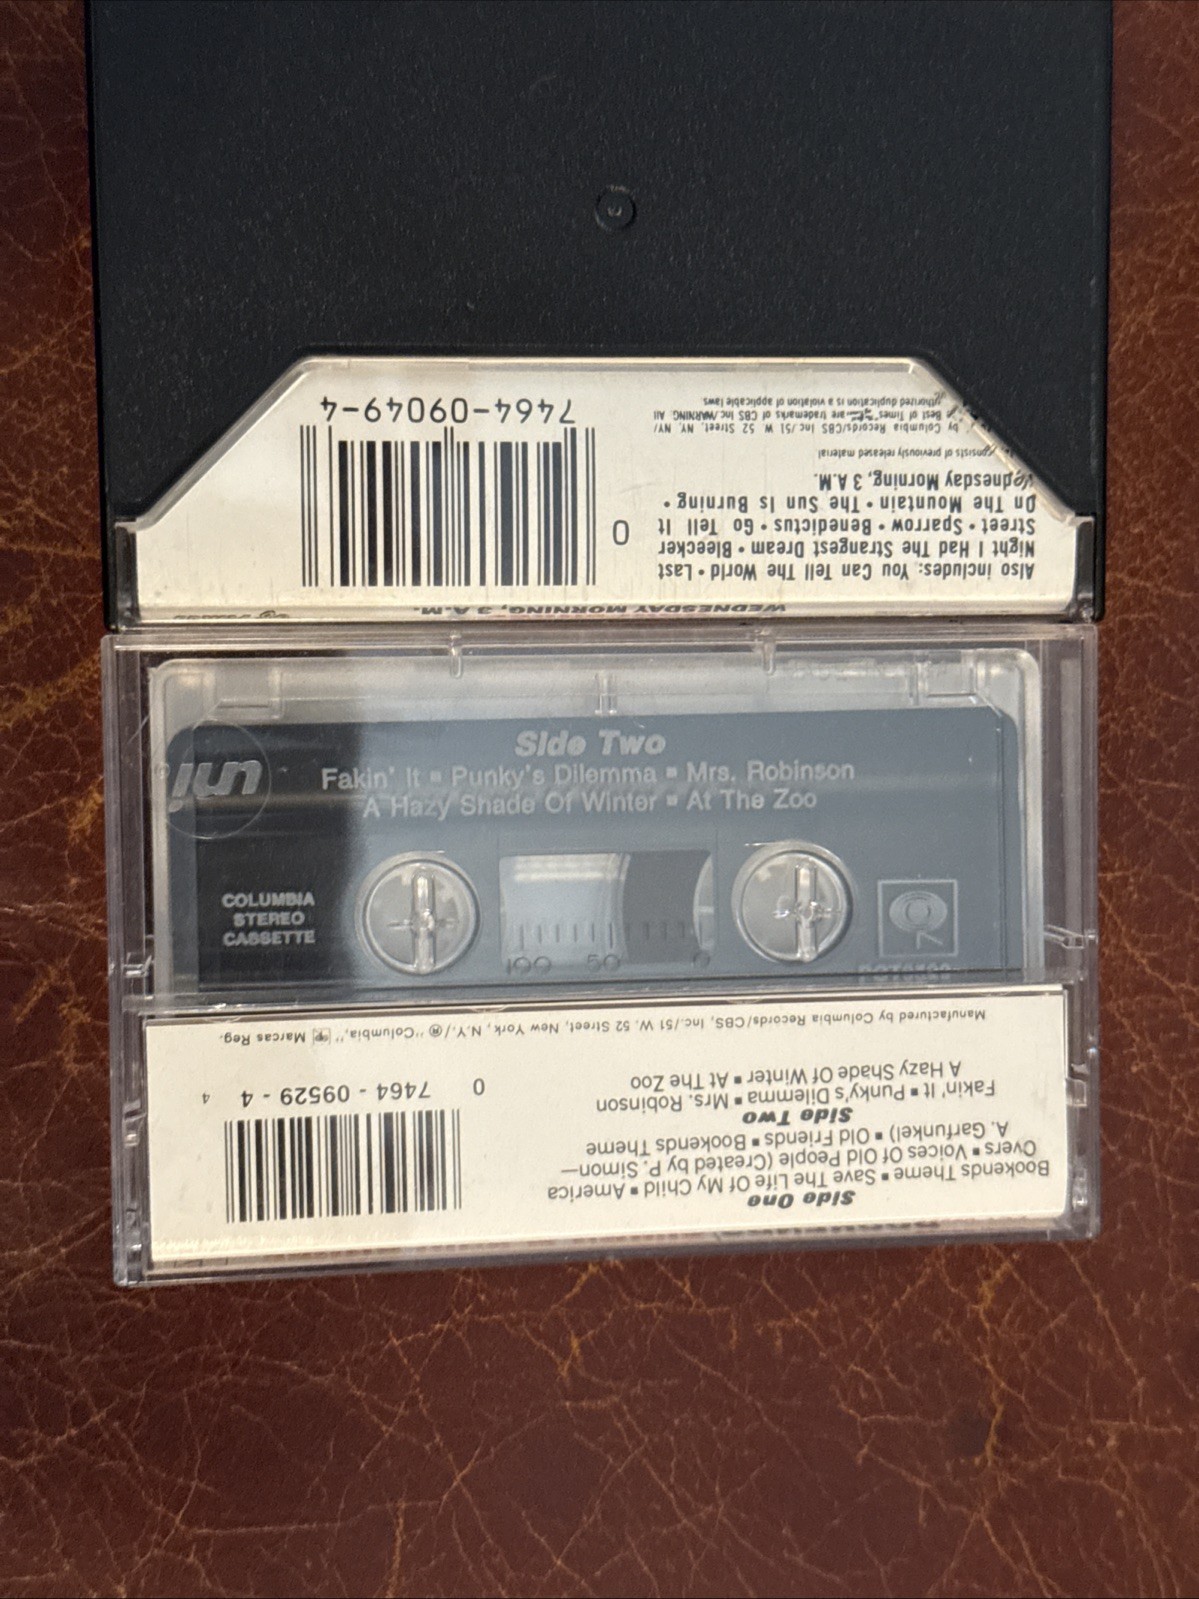 WEDNESDAY MORNING, 3 A.M.
Also includes: You Can Tell The World • Last
Night I Had The Strangest Dream • Bleecker
Street • Sparrow • Benedictus • Go Tell It
On The Mountain • The Sun Is Burning •
Wednesday Morning, 3 A.M.
consists of previously released material
by Columbia Records/CBS Inc./51 W 52 Street, NY, NY/
Best of Times" are trademarks of CBS Inc./WARNING: All
duplication is a violation of applicable laws.
0
7464-09049-4
Side Two
Fakin' It ▪ Punky's Dilemma ▪ Mrs. Robinson
A Hazy Shade Of Winter ▪ At The Zoo
COLUMBIA
STEREO
CASSETTE
100 50 0
Side One
Bookends Theme ▪ Save The Life Of My Child ▪ America
Overs ▪ Voices Of Old People (Created by P. Simon—
A. Garfunkel) ▪ Old Friends ▪ Bookends Theme
Side Two
Fakin' It ▪ Punky's Dilemma ▪ Mrs. Robinson
A Hazy Shade Of Winter ▪ At The Zoo
0 7464 - 09529 - 4 4
Manufactured by Columbia Records/CBS, Inc./51 W. 52 Street, New York, N.Y./® "Columbia," Marcas Reg.